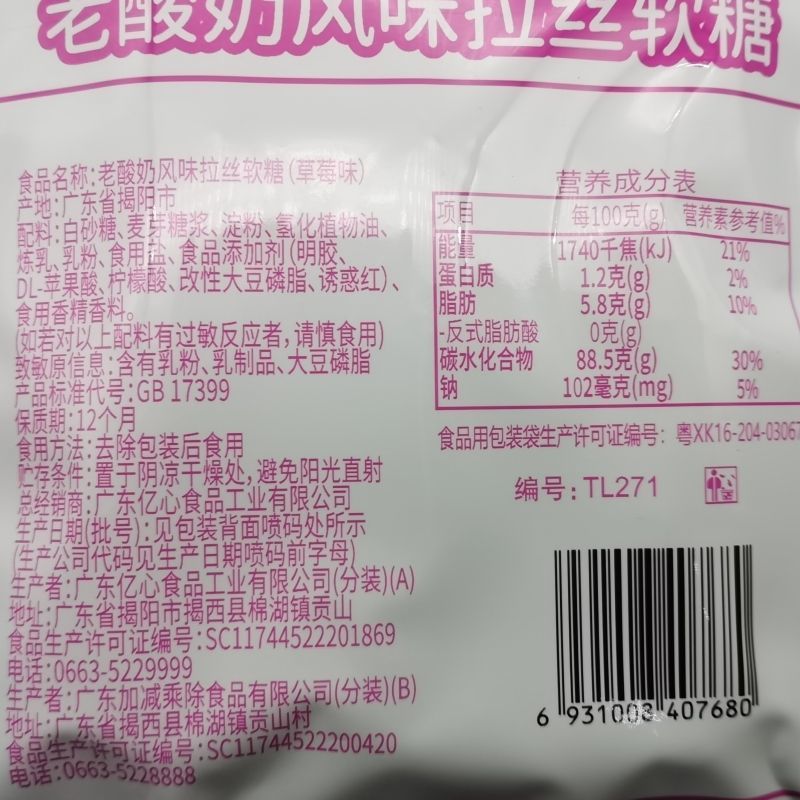 老酸奶风味拉丝软糖
食品名称:老酸奶风味拉丝软糖(草莓味)
产地:广东省揭阳市
配料:白砂糖、麦芽糖浆、淀粉、氢化植物油、
炼乳、乳粉、食用盐、食品添加剂(明胶、
DL-苹果酸、柠檬酸、改性大豆磷脂、诱惑红)、
食用香精香料。
(如若对以上配料有过敏反应者,请慎食用)
致敏原信息:含有乳粉、乳制品、大豆磷脂
产品标准代号:GB 17399
保质期:12个月
食用方法:去除包装后食用
贮存条件:置于阴凉干燥处,避免阳光直射
总经销商:广东亿心食品工业有限公司
生产日期(批号):见包装背面喷码处所示
(生产公司代码见生产日期喷码前字母)
生产者:广东亿心食品工业有限公司(分装)(A)
地址:广东省揭阳市揭西县棉湖镇贡山
食品生产许可证编号:SC11744522201869
电话:0663-5229999
生产者:广东加减乘除食品有限公司(分装)(B)
地址:广东省揭西县棉湖镇贡山村
食品生产许可证编号:SC11744522200420
电话:0663-5228888
营养成分表
项目 每100克(g) 营养素参考值%
能量 1740千焦(kJ) 21%
蛋白质 1.2克(g) 2%
脂肪 5.8克(g) 10%
-反式脂肪酸 0克(g)
碳水化合物 88.5克(g) 30%
钠 102毫克(mg) 5%
食品用包装袋生产许可证编号:粤XK16-204-03067
编号:TL271
6 931008 407680